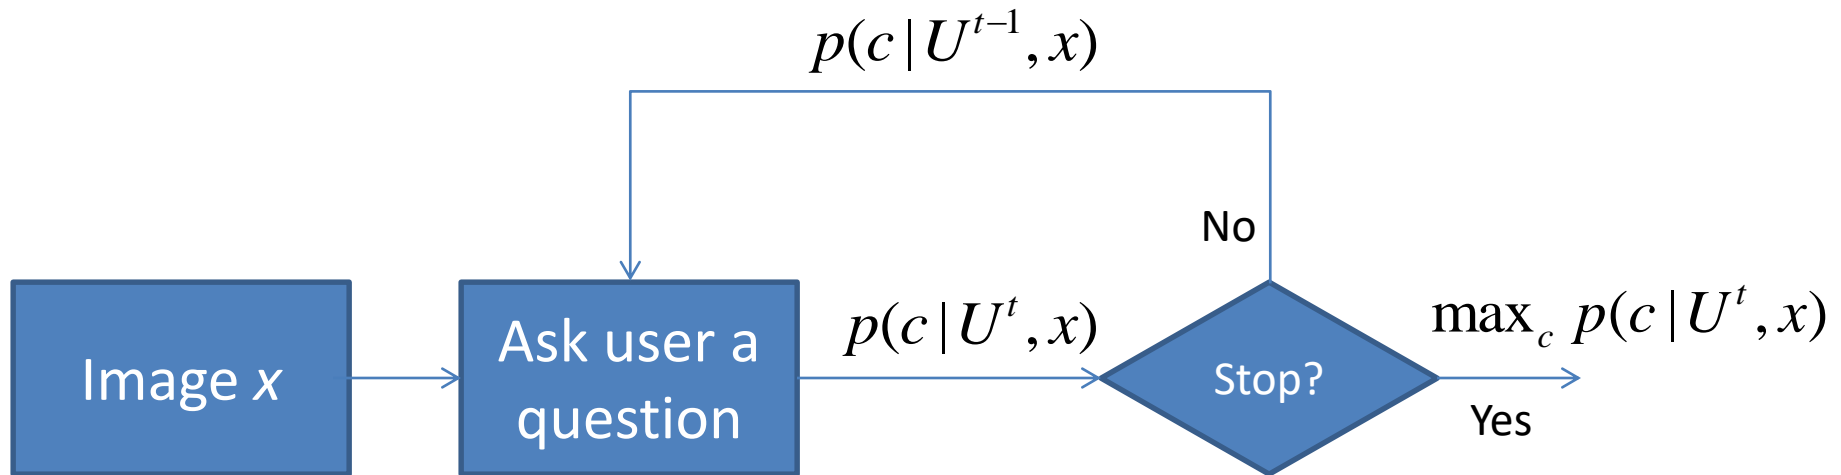 p(c | U^{t−1}, x)
No
Image x
Ask user a
question
p(c | U^t, x)
Stop?
max_c p(c | U^t, x)
Yes